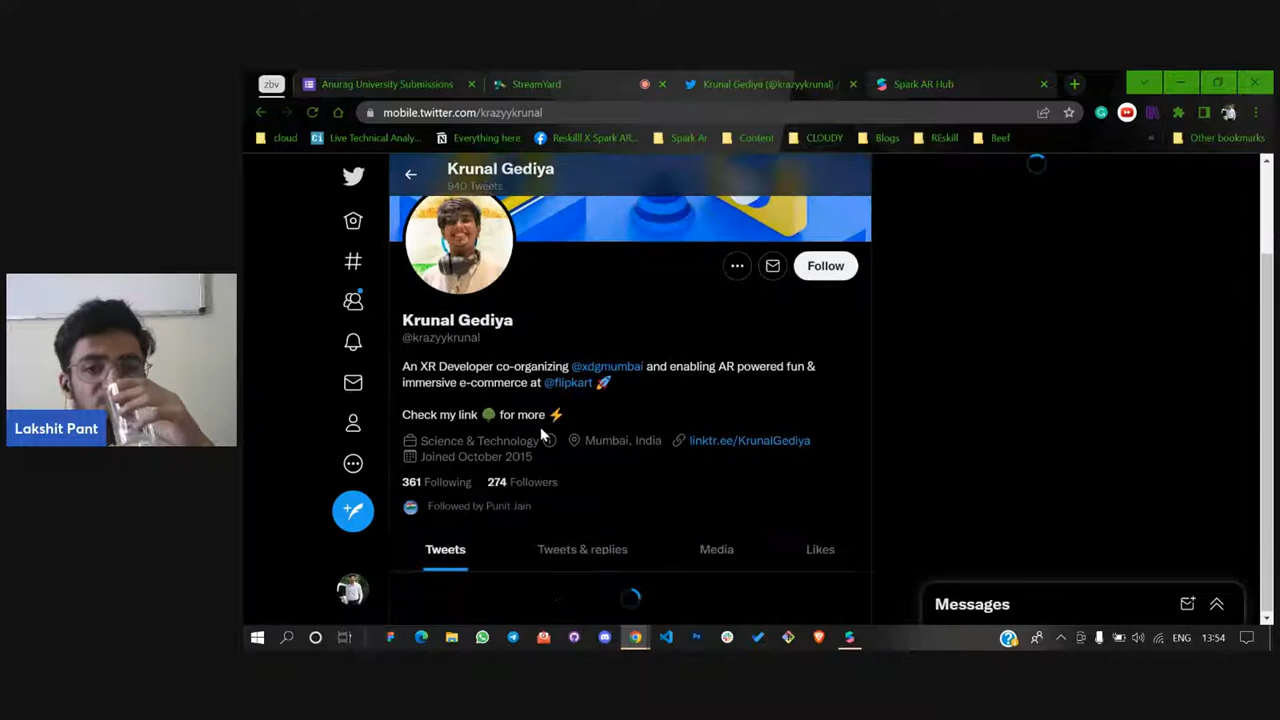 zbv
Anurag University Submissions
StreamYard
Krunal Gediya (@krazyykrunal) /
Spark AR Hub
mobile.twitter.com/krazyykrunal
cloud
Live Technical Analy...
Everything here
Reskilll X Spark AR...
Spark Ar
Content
CLOUDY
Blogs
REskill
Beef
Other bookmarks
Krunal Gediya
940 Tweets
Follow
Krunal Gediya
@krazyykrunal
An XR Developer co-organizing @xdgmumbai and enabling AR powered fun &
immersive e-commerce at @flipkart 🚀
Check my link 🌳 for more ⚡
Science & Technology Mumbai, India linktr.ee/KrunalGediya
Joined October 2015
361 Following 274 Followers
Followed by Punit Jain
Tweets Tweets & replies Media Likes
Messages
Lakshit Pant
ENG 13:54